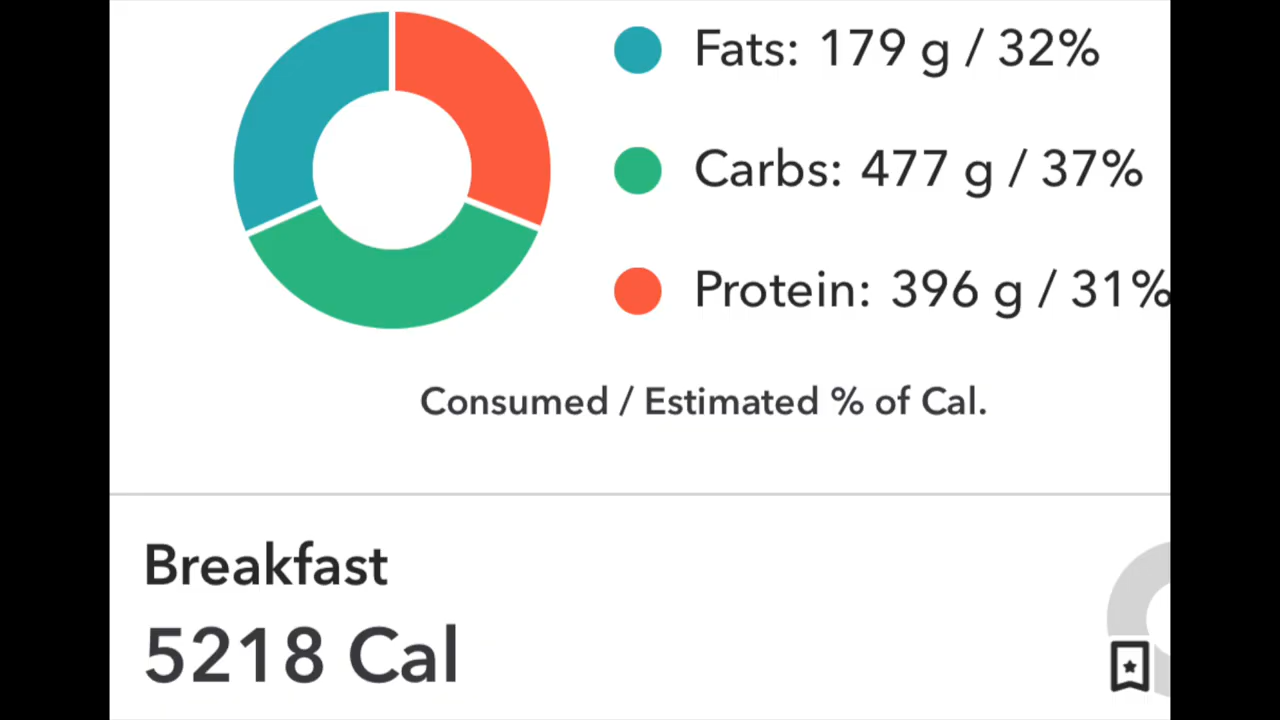 Fats: 179 g / 32%
Carbs: 477 g / 37%
Protein: 396 g / 31%
Consumed / Estimated % of Cal.
Breakfast
5218 Cal